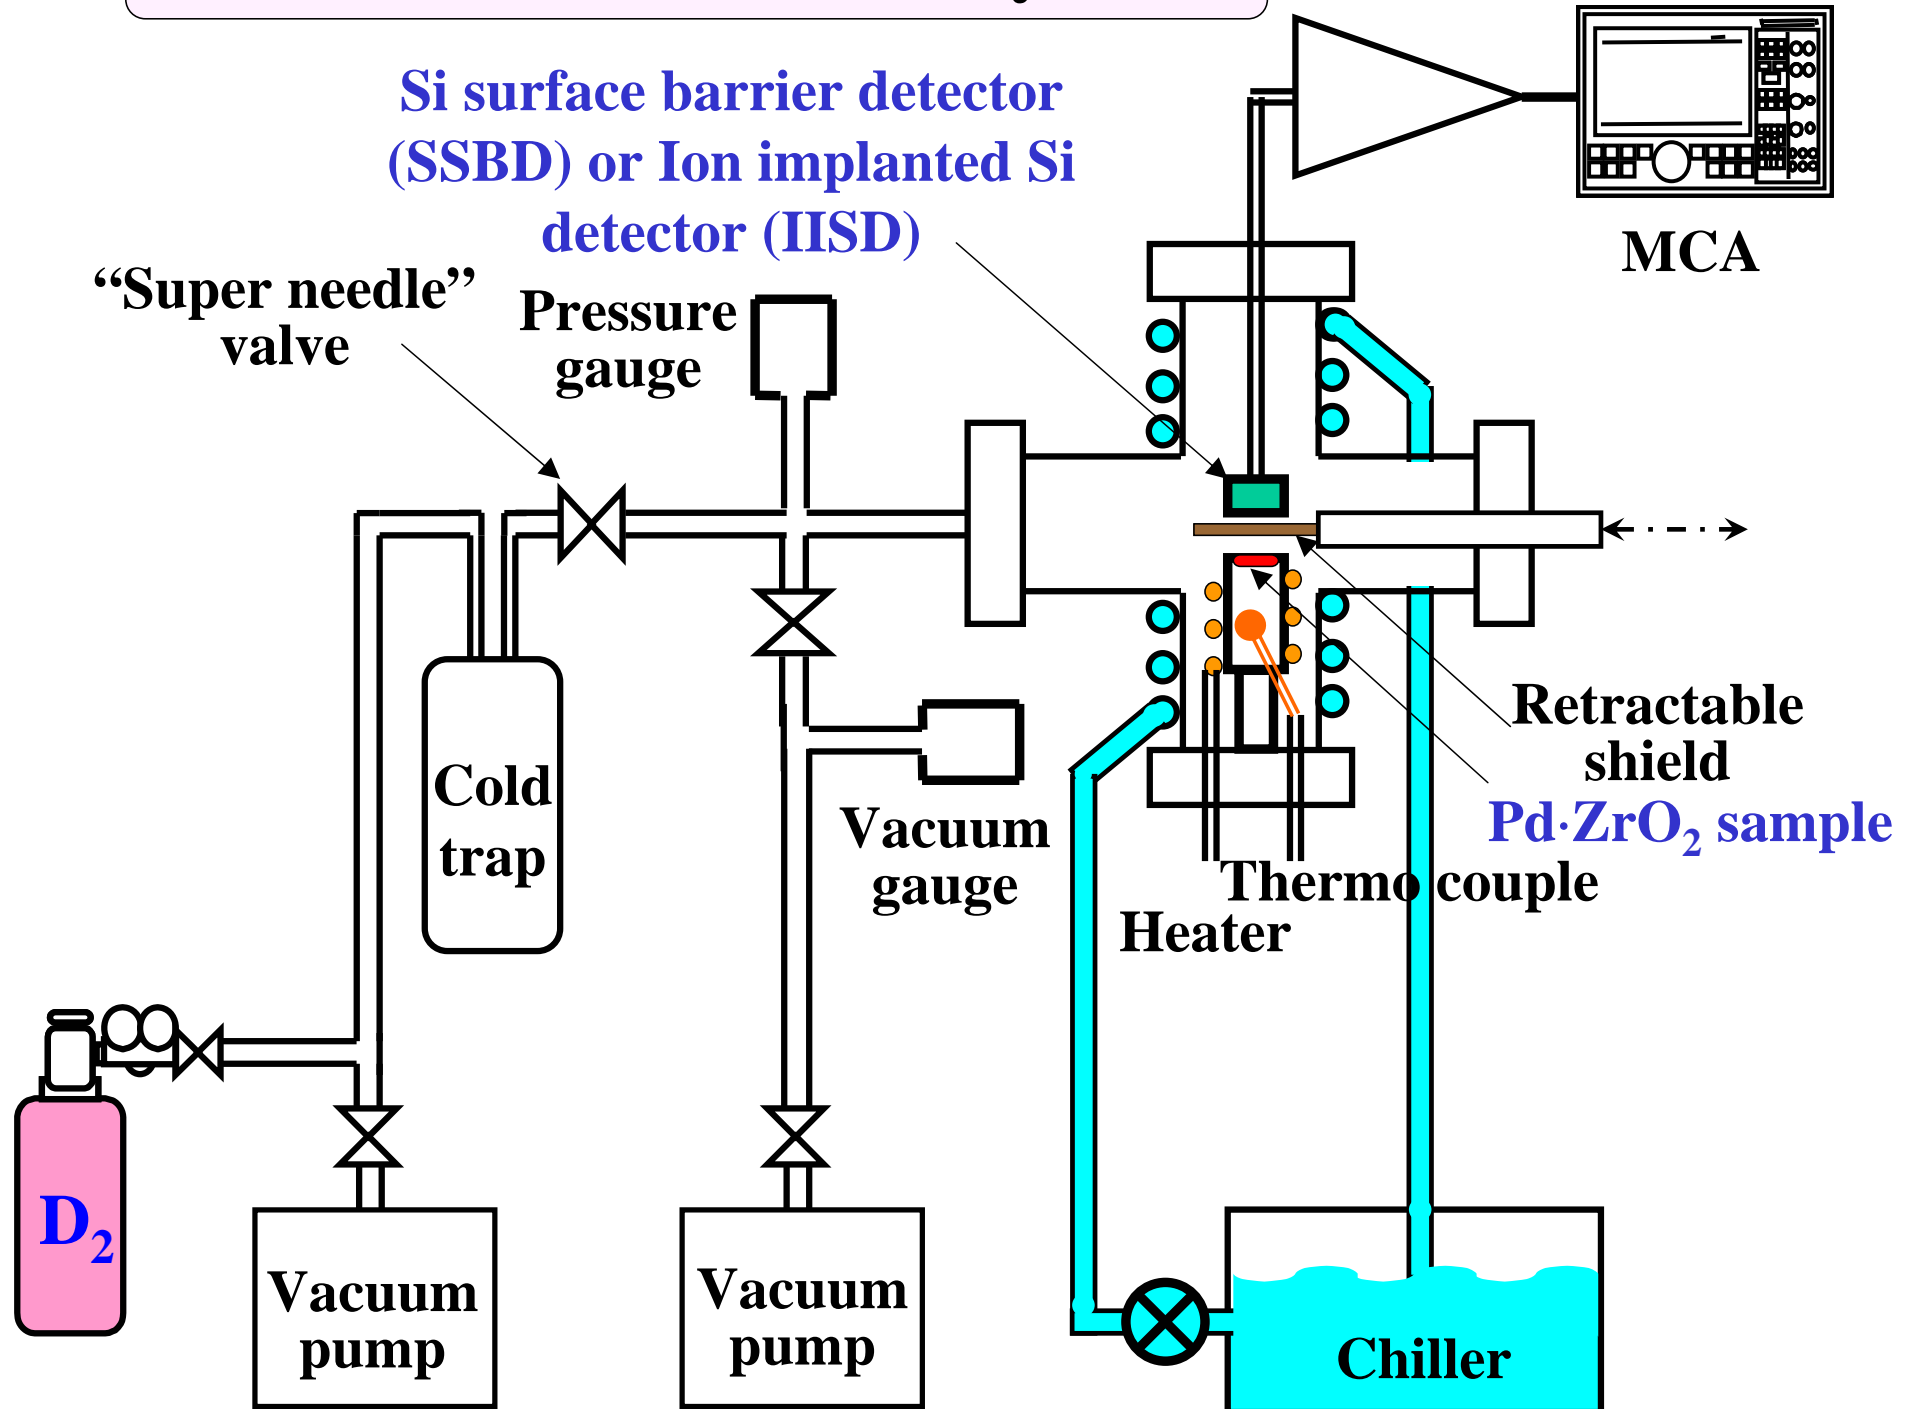 Si surface barrier detector
(SSBD) or Ion implanted Si
detector (IISD)
MCA
“Super needle”
valve
Pressure
gauge
Retractable
shield
Pd·ZrO₂ sample
Cold
trap
Vacuum
gauge
Thermo couple
Heater
D₂
Vacuum
pump
Vacuum
pump
Chiller